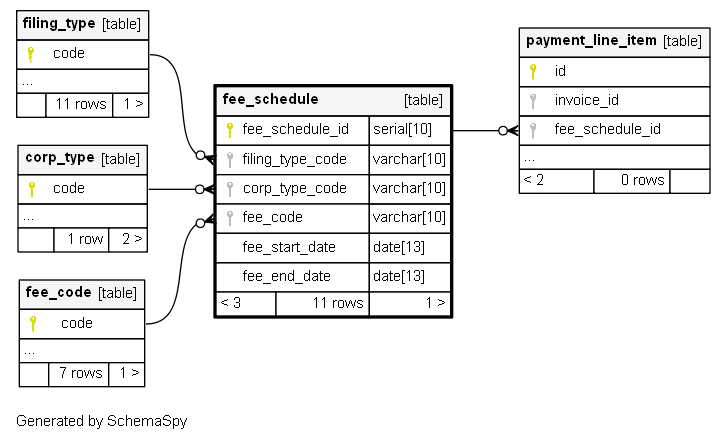 filing_type [table]
code
...
11 rows 1 >
corp_type [table]
code
...
1 row 2 >
fee_code [table]
code
...
7 rows 1 >
fee_schedule [table]
fee_schedule_id serial[10]
filing_type_code varchar[10]
corp_type_code varchar[10]
fee_code varchar[10]
fee_start_date date[13]
fee_end_date date[13]
< 3 11 rows 1 >
payment_line_item [table]
id
invoice_id
fee_schedule_id
...
< 2 0 rows
Generated by SchemaSpy